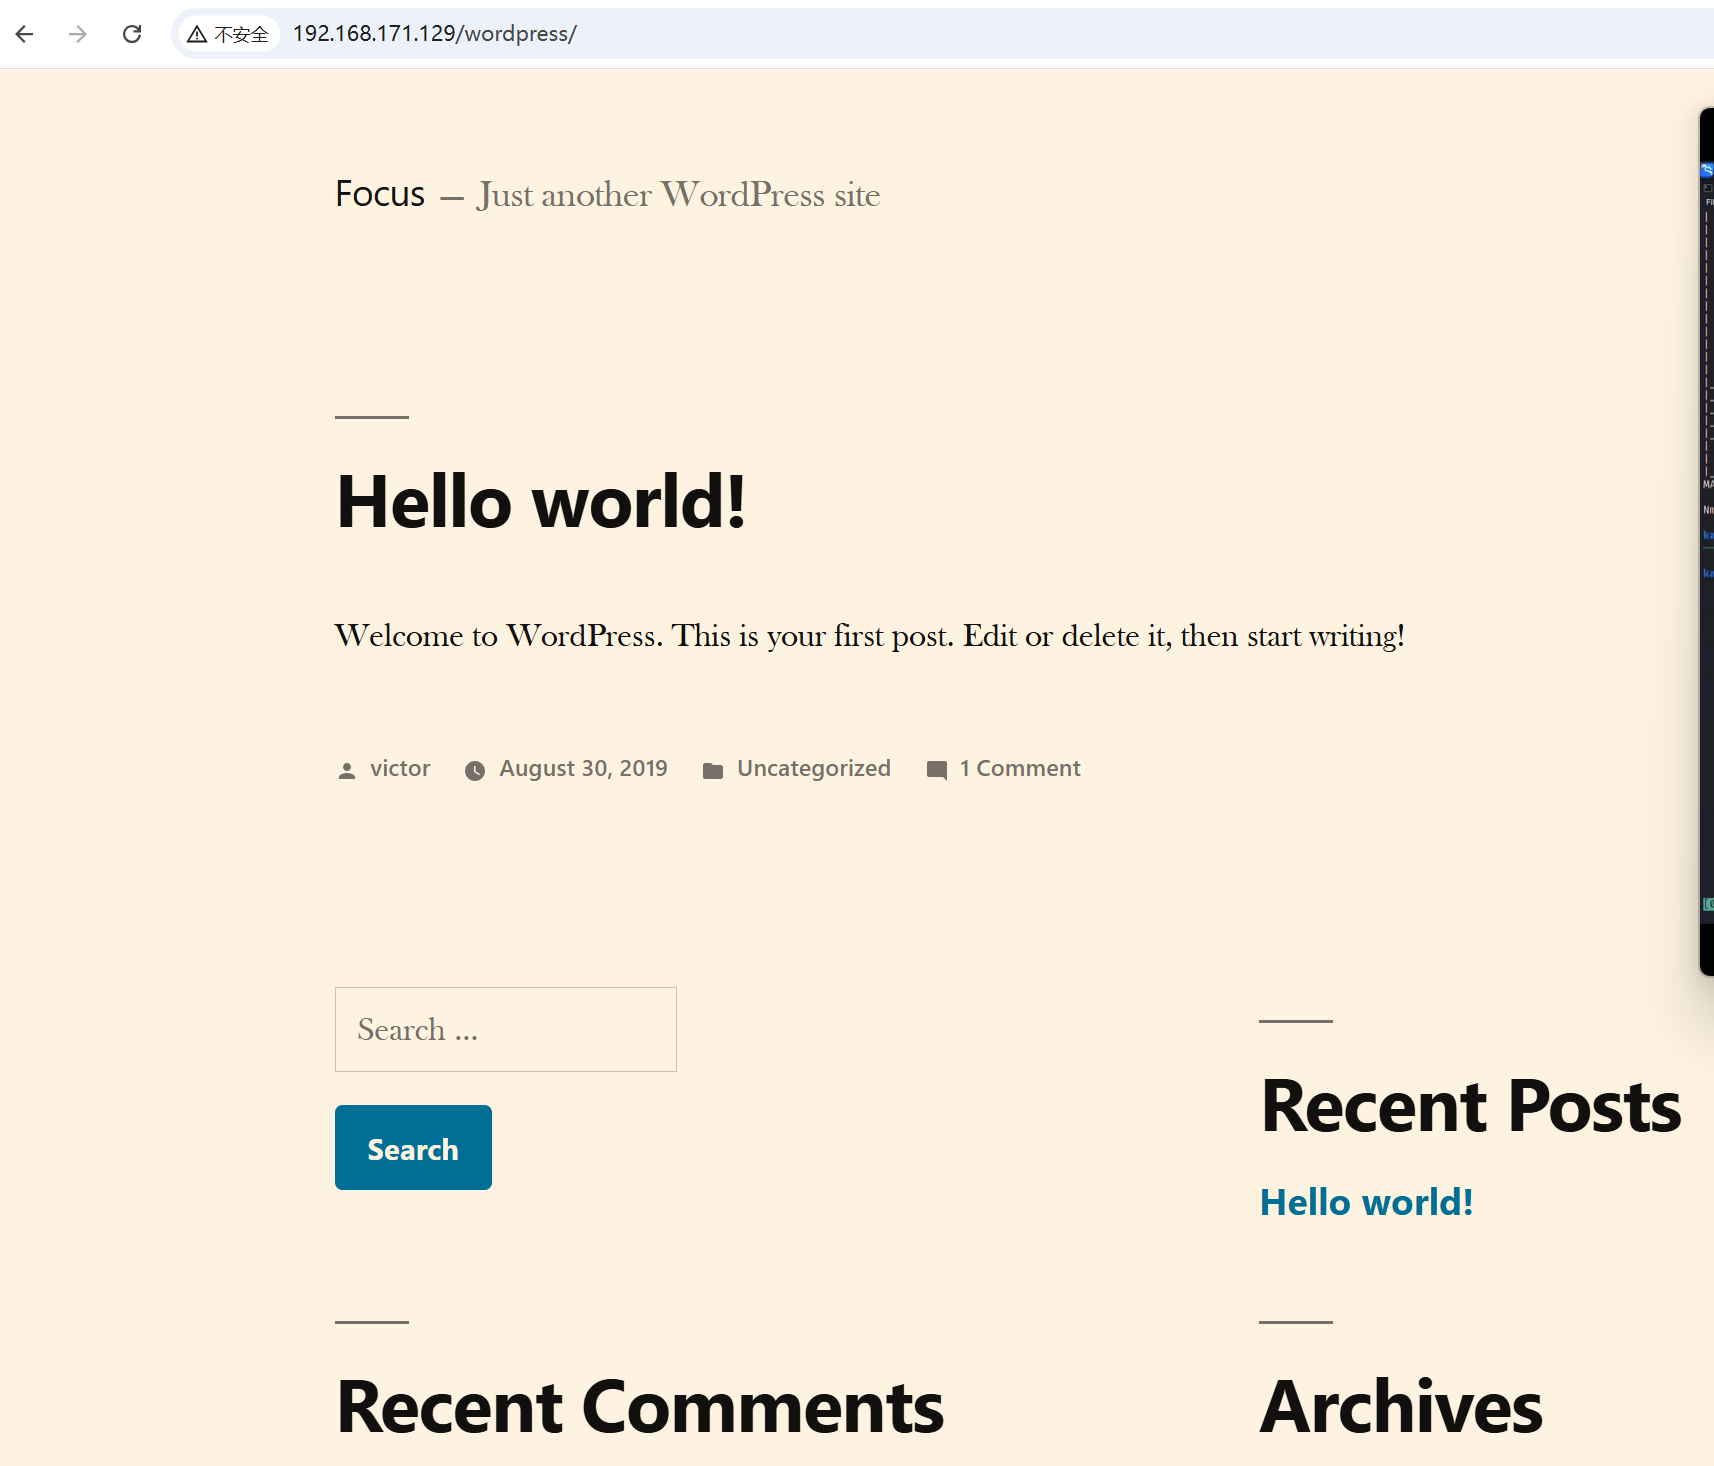 不安全 192.168.171.129/wordpress/
Focus — Just another WordPress site
Hello world!
Welcome to WordPress. This is your first post. Edit or delete it, then start writing!
victor August 30, 2019 Uncategorized 1 Comment
Search ...
Search
Recent Posts
Hello world!
Recent Comments
Archives